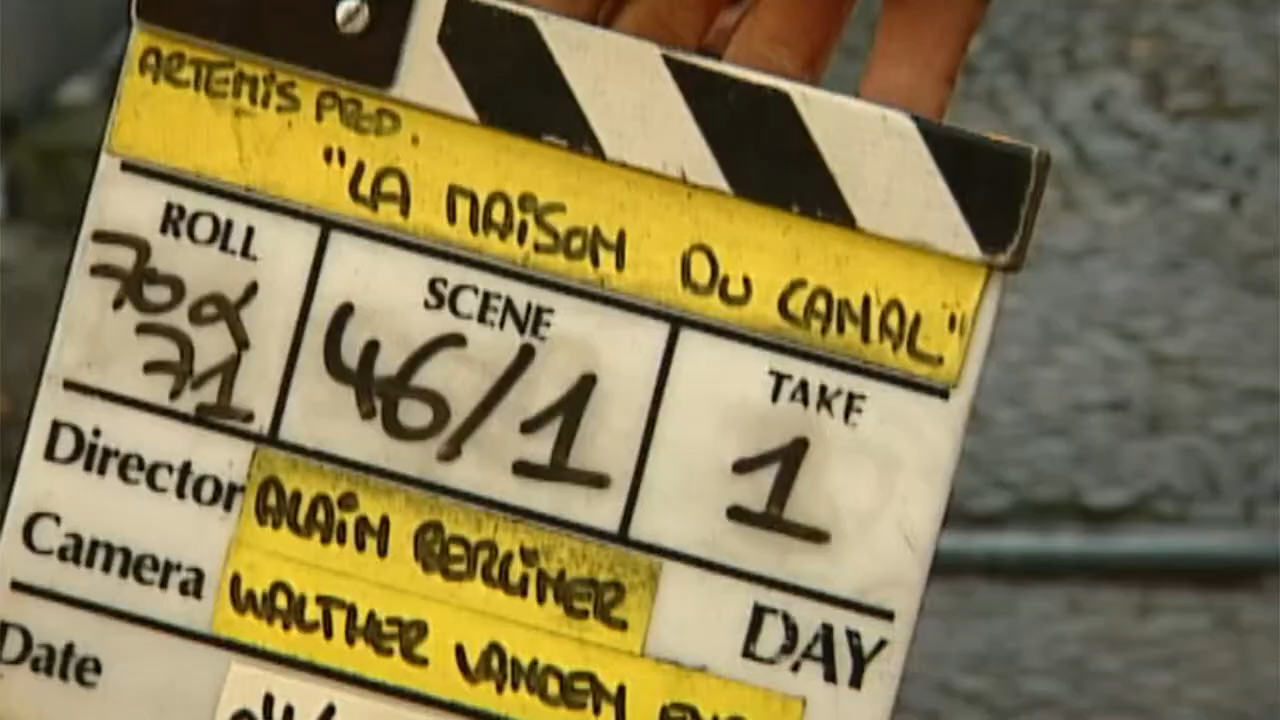 ARTEMIS PROD.
"LA MAISON DU CANAL"
ROLL
70 &
71
SCENE
46/1
TAKE
1
Director ALAIN BERLINER
Camera WALTHER VANDEN
DAY
Date